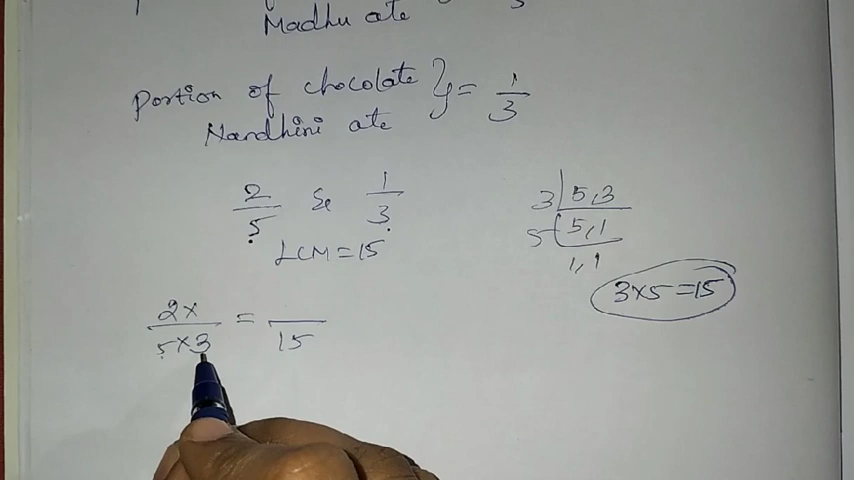 Madhu ate 5
Portion of chocolate } = 1/3
Nandhini ate
2/5 & 1/3
LCM = 15
3 | 5,3
5 | 5,1
1,1
3×5=15
2×/5×3 = /15